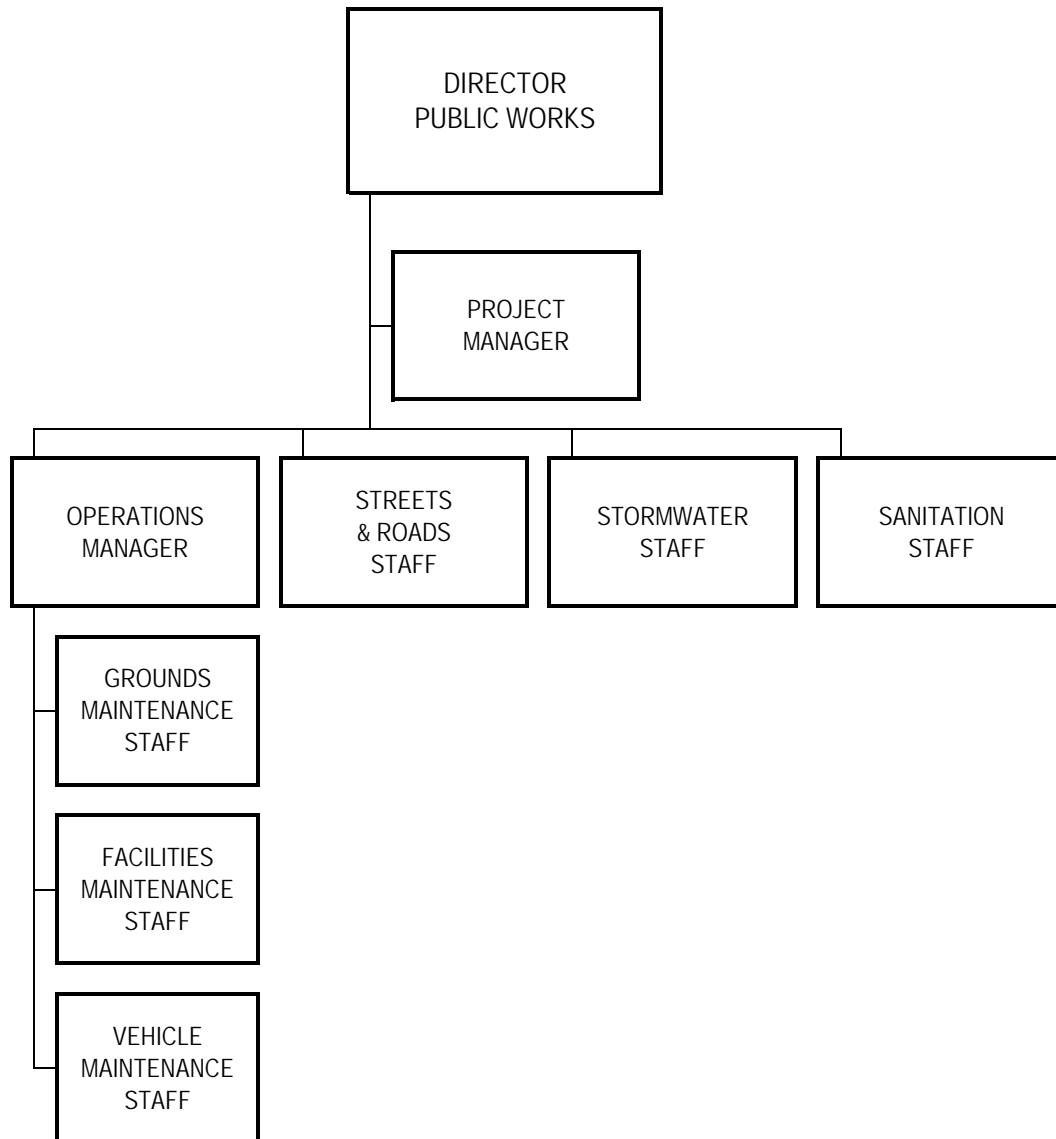 DIRECTOR
PUBLIC WORKS
PROJECT
MANAGER
OPERATIONS
MANAGER
STREETS
& ROADS
STAFF
STORMWATER
STAFF
SANITATION
STAFF
GROUNDS
MAINTENANCE
STAFF
FACILITIES
MAINTENANCE
STAFF
VEHICLE
MAINTENANCE
STAFF